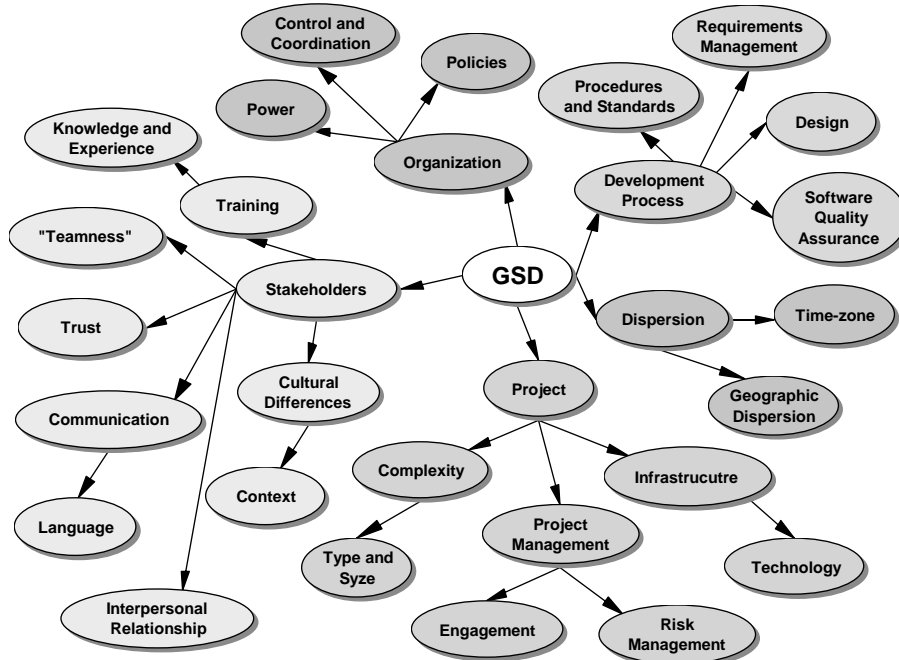 Control and
Coordination
Policies
Power
Organization
Requirements
Management
Procedures
and Standards
Design
Development
Process
Software
Quality
Assurance
Knowledge and
Experience
Training
"Teamness"
Stakeholders
GSD
Trust
Dispersion
Time-zone
Cultural
Differences
Project
Geographic
Dispersion
Communication
Complexity
Infrastrucutre
Context
Language
Project
Management
Type and
Syze
Technology
Interpersonal
Relationship
Engagement
Risk
Management